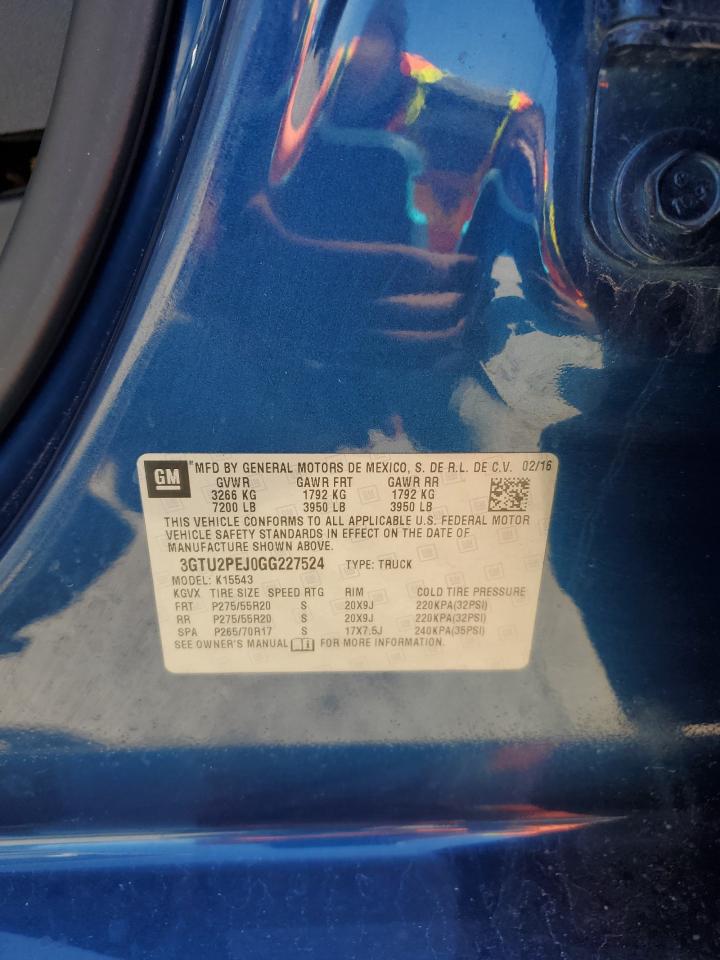 GM
"MFD BY GENERAL MOTORS DE MEXICO, S. DE R.L. DE C.V. 02/16
GVWR GAWR FRT GAWR RR
3266 KG 1792 KG 1792 KG
7200 LB 3950 LB 3950 LB
THIS VEHICLE CONFORMS TO ALL APPLICABLE U.S. FEDERAL MOTOR
VEHICLE SAFETY STANDARDS IN EFFECT ON THE DATE OF
MANUFACTURE SHOWN ABOVE.
3GTU2PEJ0GG227524 TYPE: TRUCK
MODEL: K15543
KGVX TIRE SIZE SPEED RTG RIM COLD TIRE PRESSURE
FRT P275/55R20 S 20X9J 220KPA(32PSI)
RR P275/55R20 S 20X9J 220KPA(32PSI)
SPA P265/70R17 S 17X7.5J 240KPA(35PSI)
SEE OWNER'S MANUAL FOR MORE INFORMATION.